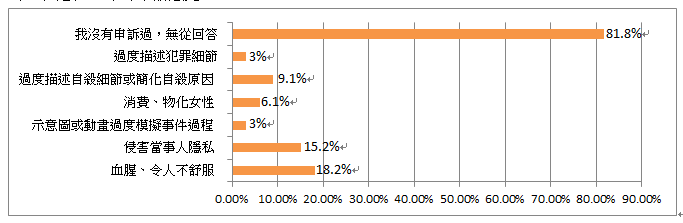 我沒有申訴過，無從回答 81.8%
過度描述犯罪細節 3%
過度描述自殺細節或簡化自殺原因 9.1%
消費、物化女性 6.1%
示意圖或動畫過度模擬事件過程 3%
侵害當事人隱私 15.2%
血腥、令人不舒服 18.2%
0.00% 10.00% 20.00% 30.00% 40.00% 50.00% 60.00% 70.00% 80.00% 90.00%